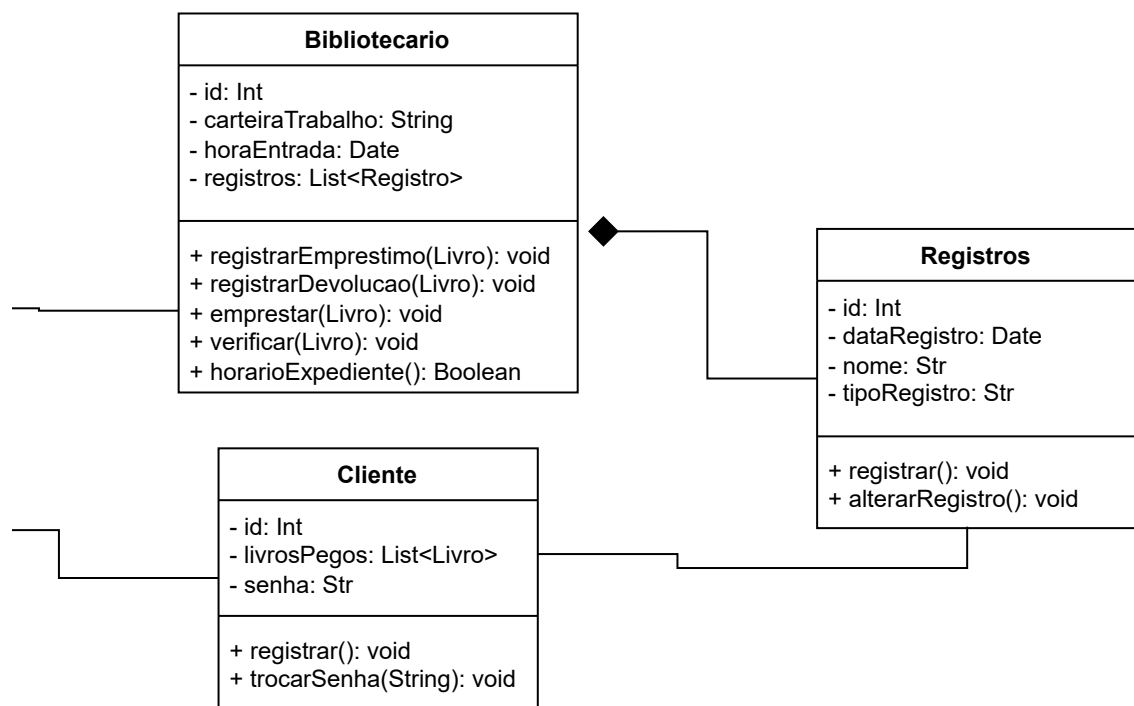 Bibliotecario
- id: Int
- carteiraTrabalho: String
- horaEntrada: Date
- registros: List<Registro>
+ registrarEmprestimo(Livro): void
+ registrarDevolucao(Livro): void
+ emprestar(Livro): void
+ verificar(Livro): void
+ horarioExpediente(): Boolean
Registros
- id: Int
- dataRegistro: Date
- nome: Str
- tipoRegistro: Str
+ registrar(): void
+ alterarRegistro(): void
Cliente
- id: Int
- livrosPegos: List<Livro>
- senha: Str
+ registrar(): void
+ trocarSenha(String): void